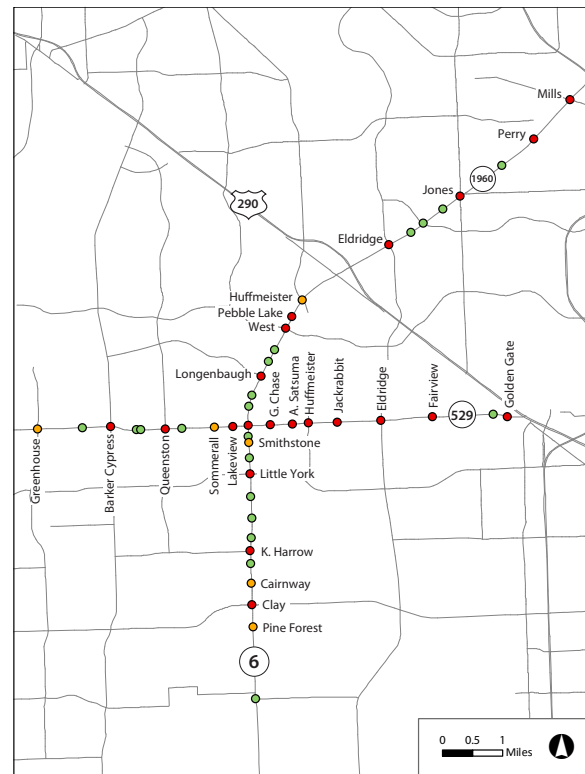 Mills
Perry
1960
Jones
290
Eldridge
Huffmeister
Pebble Lake
West
Longenbaugh
G. Chase
A. Satsuma
Huffmeister
Jackrabbit
Eldridge
Fairview
529
Golden Gate
Greenhouse
Barker Cypress
Queenston
Sommerall
Lakeview
Smithstone
Little York
K. Harrow
Cairnway
Clay
Pine Forest
6
0 0.5 1
Miles